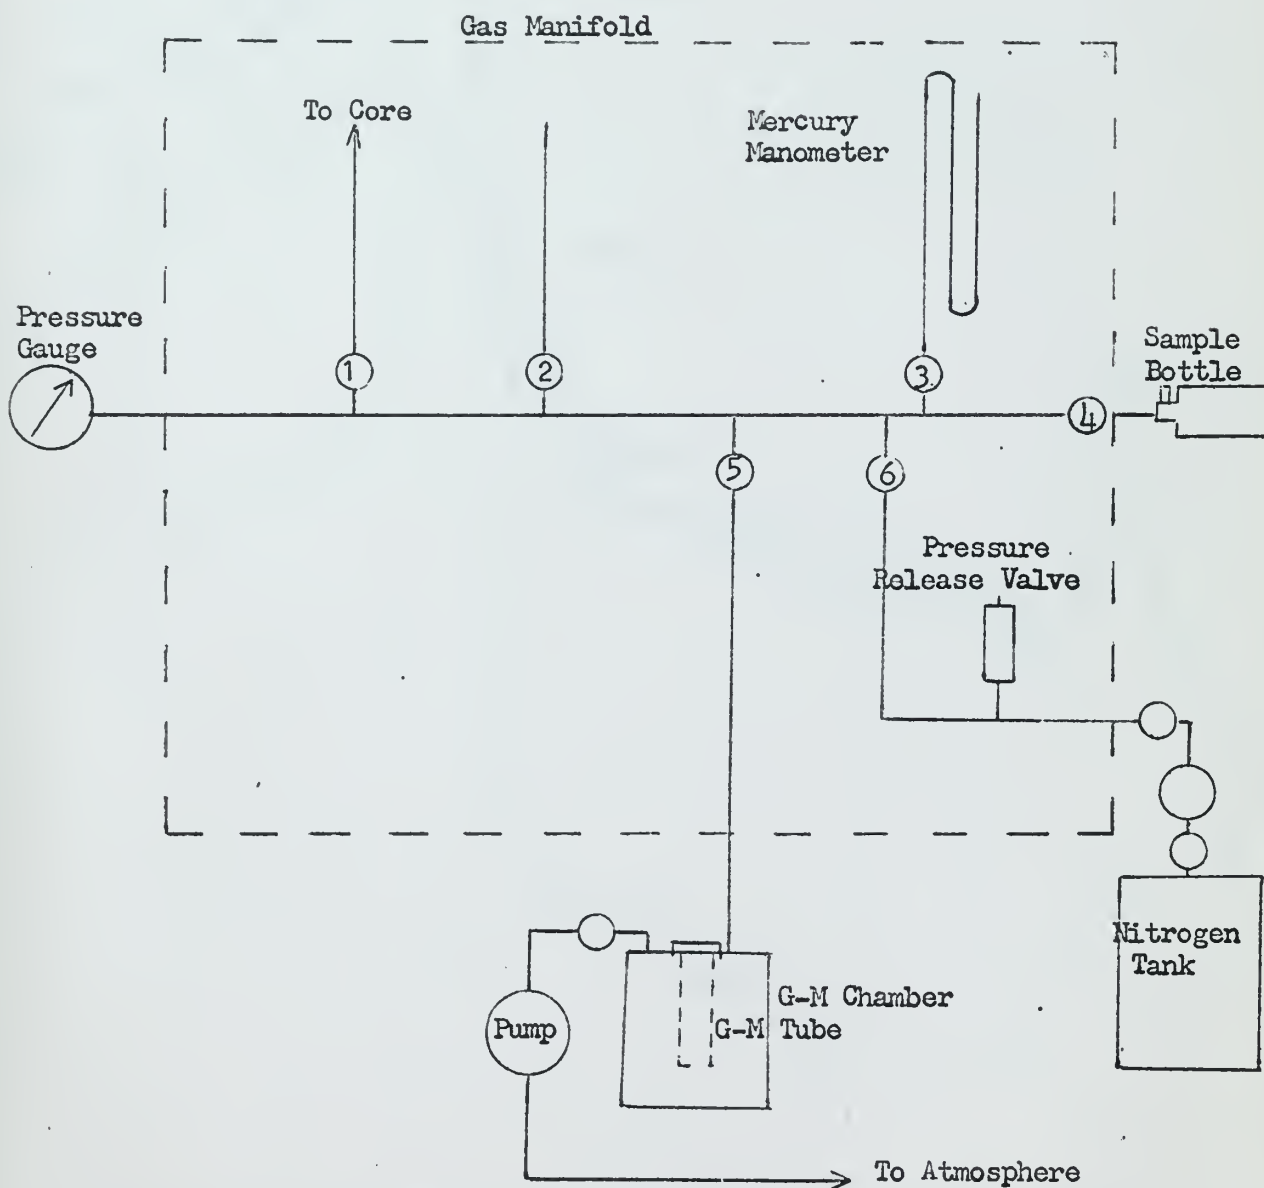 Gas Manifold
To Core
Mercury
Manometer
Pressure
Gauge
1
2
3
Sample
Bottle
4
5
6
Pressure
Release Valve
Nitrogen
Tank
G-M Chamber
G-M Tube
Pump
To Atmosphere